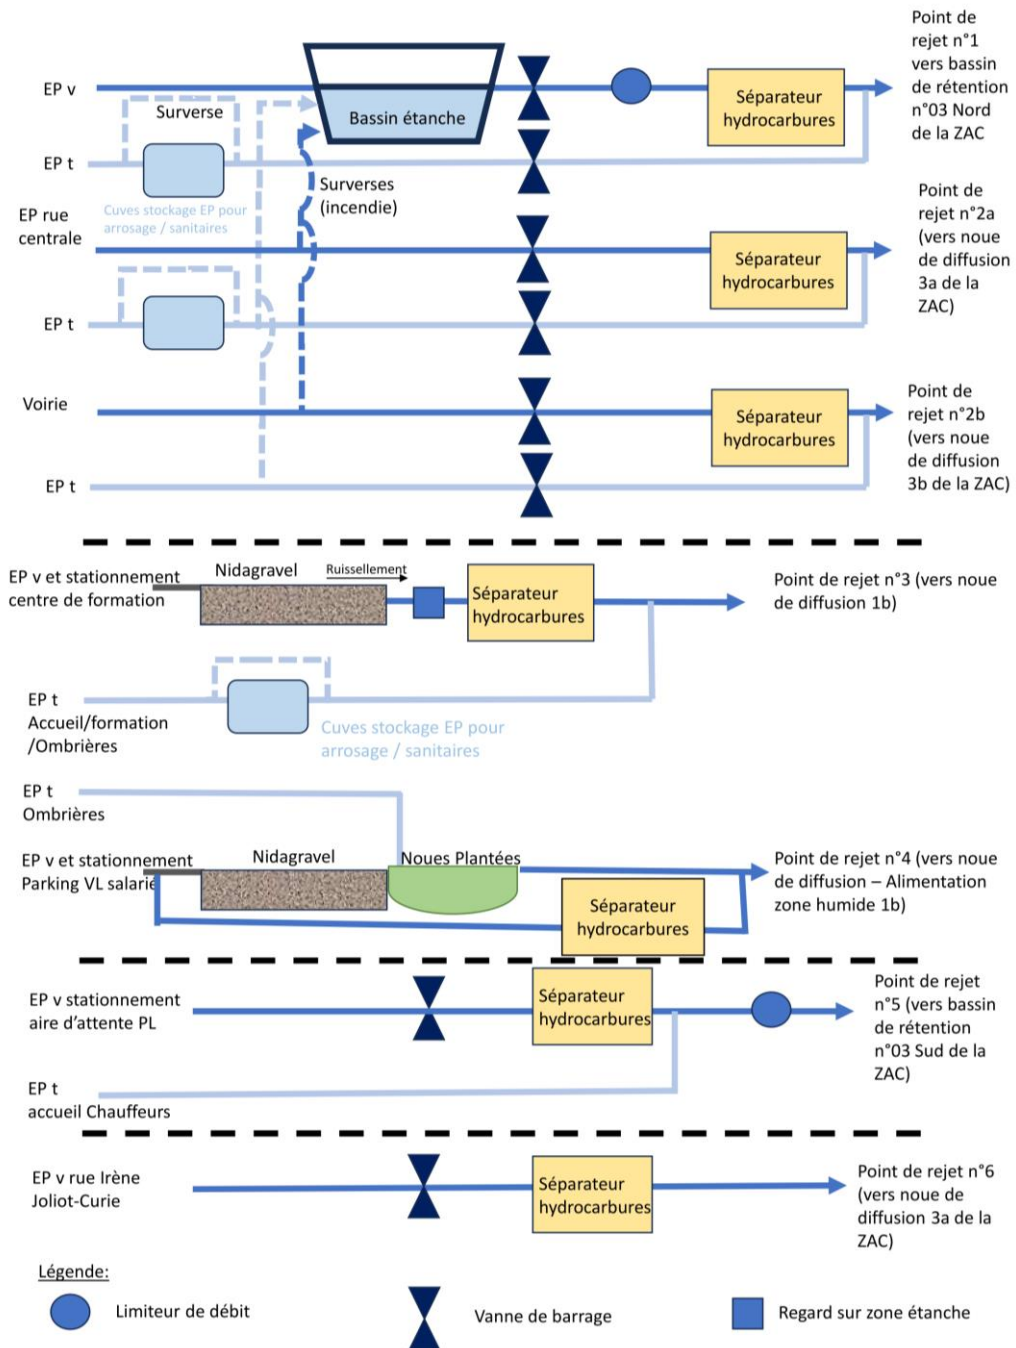 Point de
rejet n°1
vers bassin
de rétention
n°03 Nord
de la ZAC
EP v
Surverse
Bassin étanche
Séparateur
hydrocarbures
EP t
Cuves stockage EP pour
arrosage / sanitaires
Surverses
(incendie)
EP rue
centrale
Séparateur
hydrocarbures
Point de
rejet n°2a
(vers noue
de diffusion
3a de la
ZAC)
EP t
Voirie
Séparateur
hydrocarbures
Point de
rejet n°2b
(vers noue
de diffusion
3b de la ZAC)
EP t
EP v et stationnement
centre de formation
Nidagravel
Ruissellement
Séparateur
hydrocarbures
Point de rejet n°3 (vers noue
de diffusion 1b)
EP t
Accueil/formation
/Ombrières
Cuves stockage EP pour
arrosage / sanitaires
EP t
Ombrières
EP v et stationnement
Parking VL salarié
Nidagravel
Noues Plantées
Séparateur
hydrocarbures
Point de rejet n°4 (vers noue
de diffusion – Alimentation
zone humide 1b)
EP v stationnement
aire d'attente PL
Séparateur
hydrocarbures
Point de rejet
n°5 (vers bassin
de rétention
n°03 Sud de la
ZAC)
EP t
accueil Chauffeurs
EP v rue Irène
Joliot-Curie
Séparateur
hydrocarbures
Point de rejet n°6
(vers noue de
diffusion 3a de la
ZAC)
Légende:
Limiteur de débit
Vanne de barrage
Regard sur zone étanche